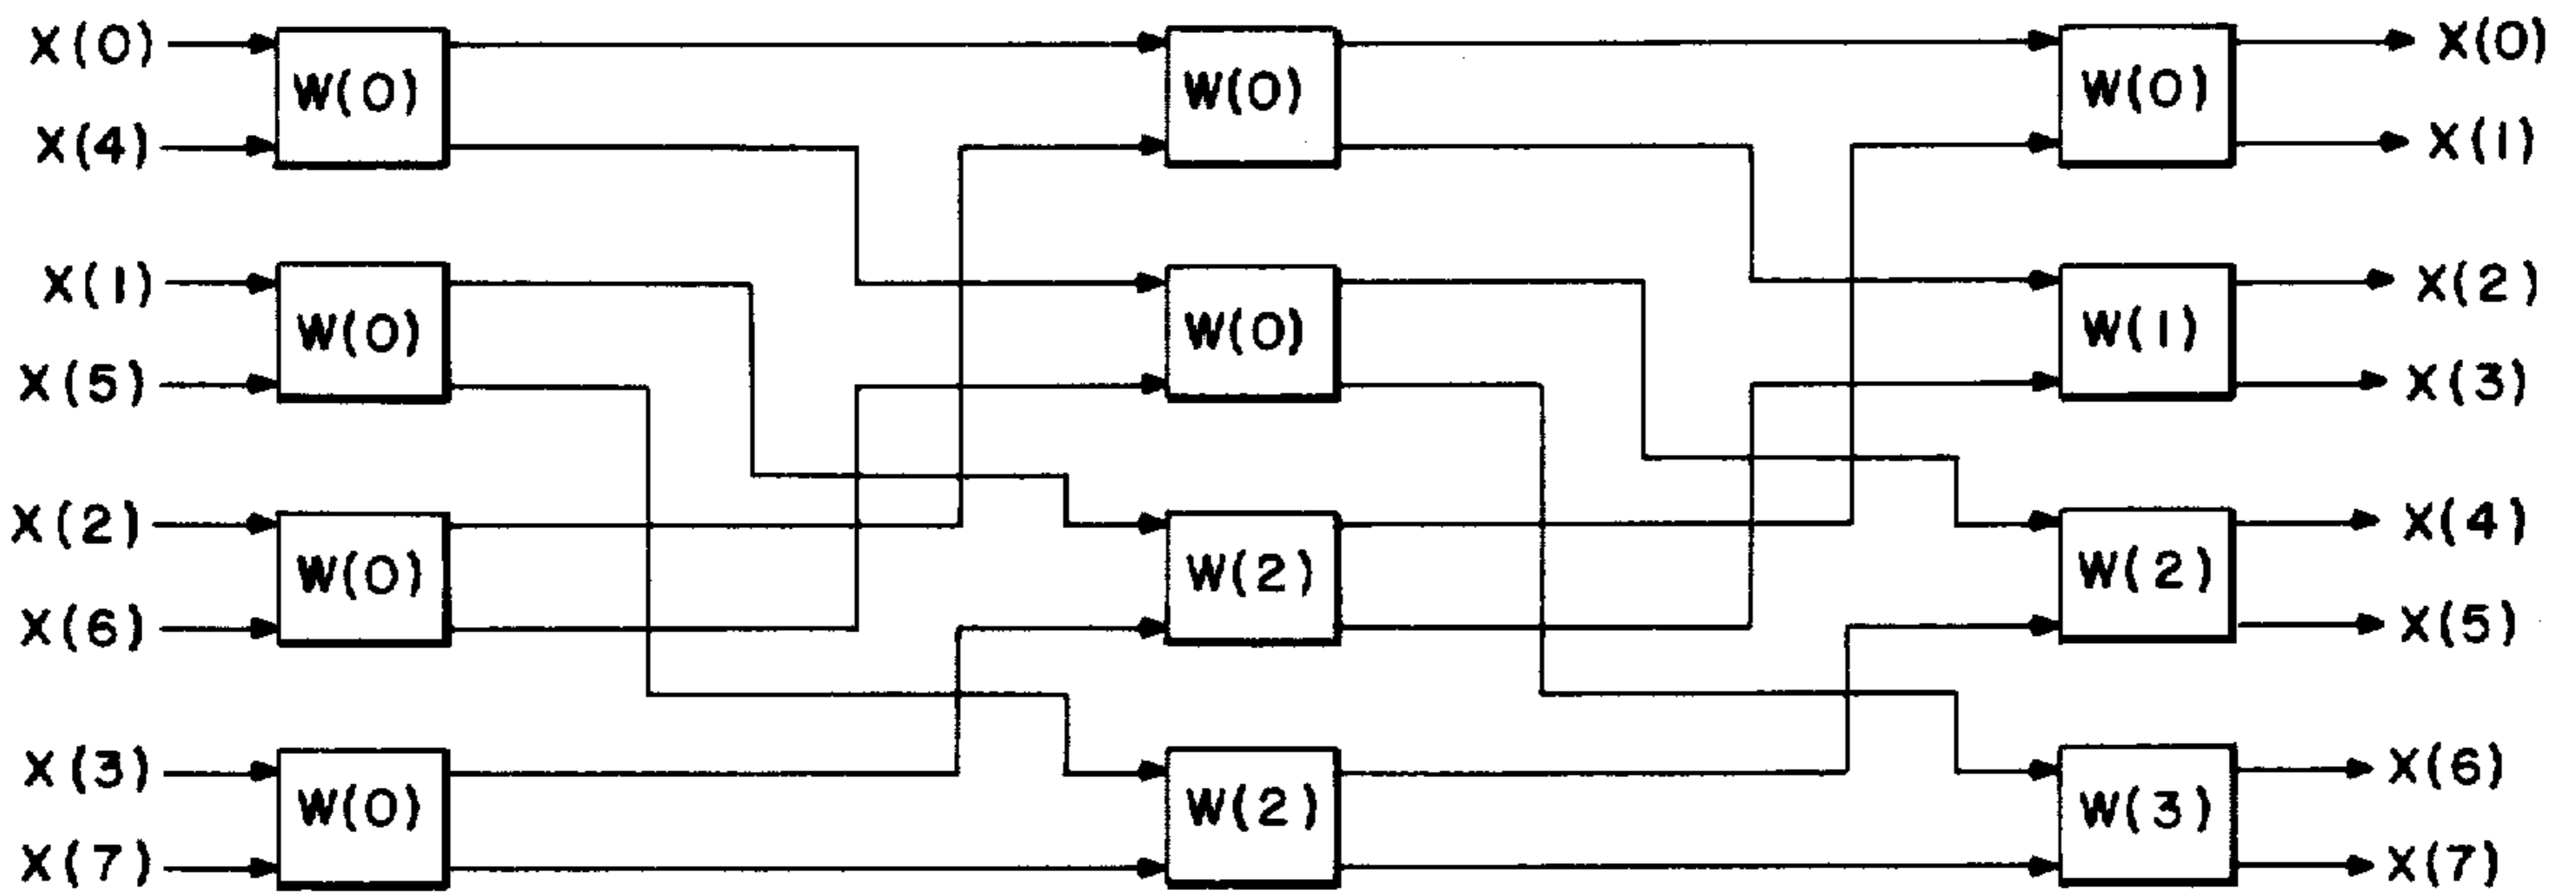 X(0) W(0) W(0) W(0) X(0)
X(4) X(1)
X(1) W(0) W(0) W(1) X(2)
X(5) X(3)
X(2) W(0) W(2) W(2) X(4)
X(6) X(5)
X(3) W(0) W(2) W(3) X(6)
X(7) X(7)